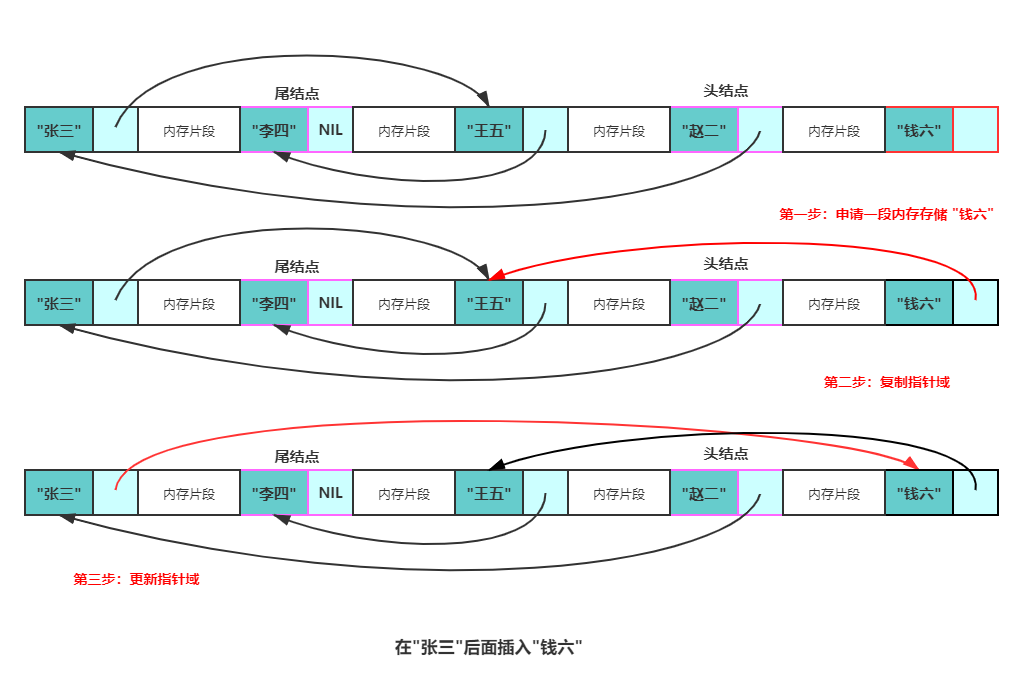 尾结点 头结点
"张三" 内存片段 "李四" NIL 内存片段 "王五" 内存片段 "赵二" 内存片段 "钱六"
第一步：申请一段内存存储 "钱六"
尾结点 头结点
"张三" 内存片段 "李四" NIL 内存片段 "王五" 内存片段 "赵二" 内存片段 "钱六"
第二步：复制指针域
尾结点 头结点
"张三" 内存片段 "李四" NIL 内存片段 "王五" 内存片段 "赵二" 内存片段 "钱六"
第三步：更新指针域
在"张三"后面插入"钱六"